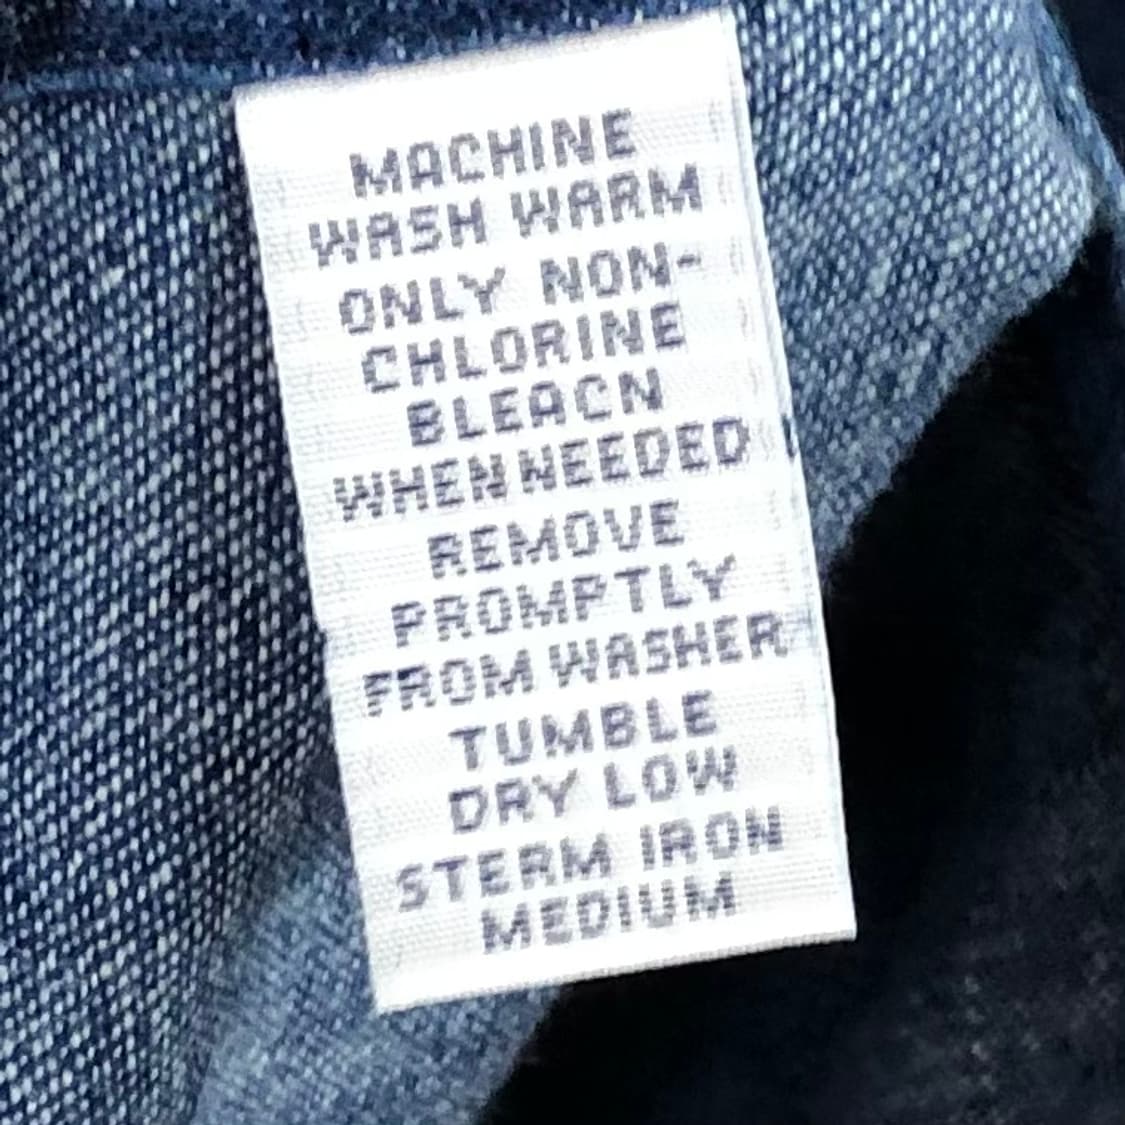 MACHINE
WASH WARM
ONLY NON-
CHLORINE
BLEACN
WHEN NEEDED
REMOVE
PROMPTLY
FROM WASHER
TUMBLE
DRY LOW
STERM IRON
MEDIUM